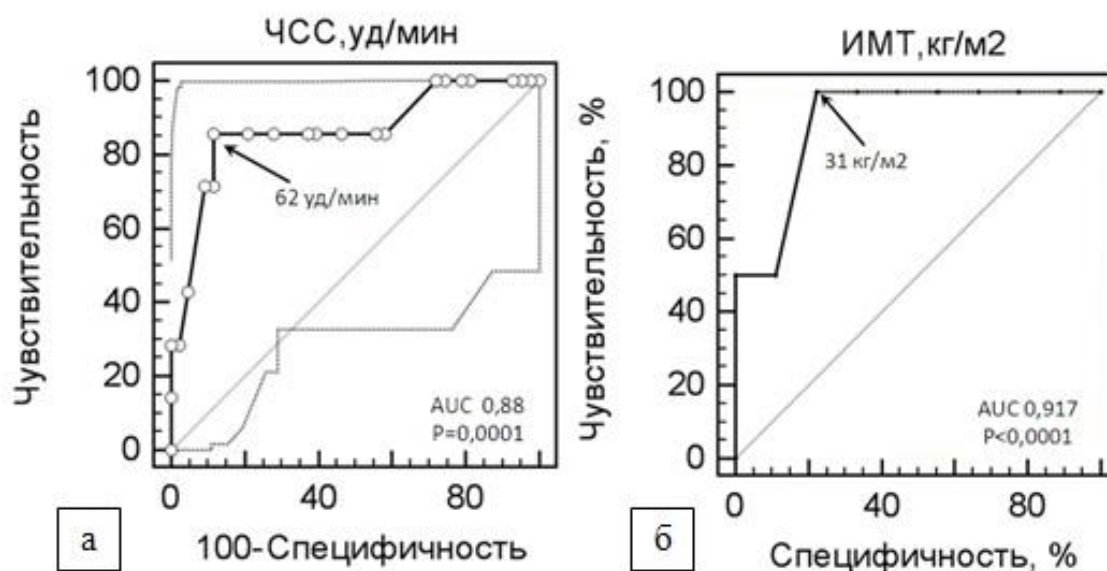 ЧСС,уд/мин
Чувствительность
100
80
60
40
20
0
62 уд/мин
AUC 0,88
P=0,0001
0
40
80
100-Специфичность
а
ИМТ,кг/м2
Чувствительность, %
100
80
60
40
20
0
31 кг/м2
AUC 0,917
P<0,0001
0
40
80
Специфичность, %
б